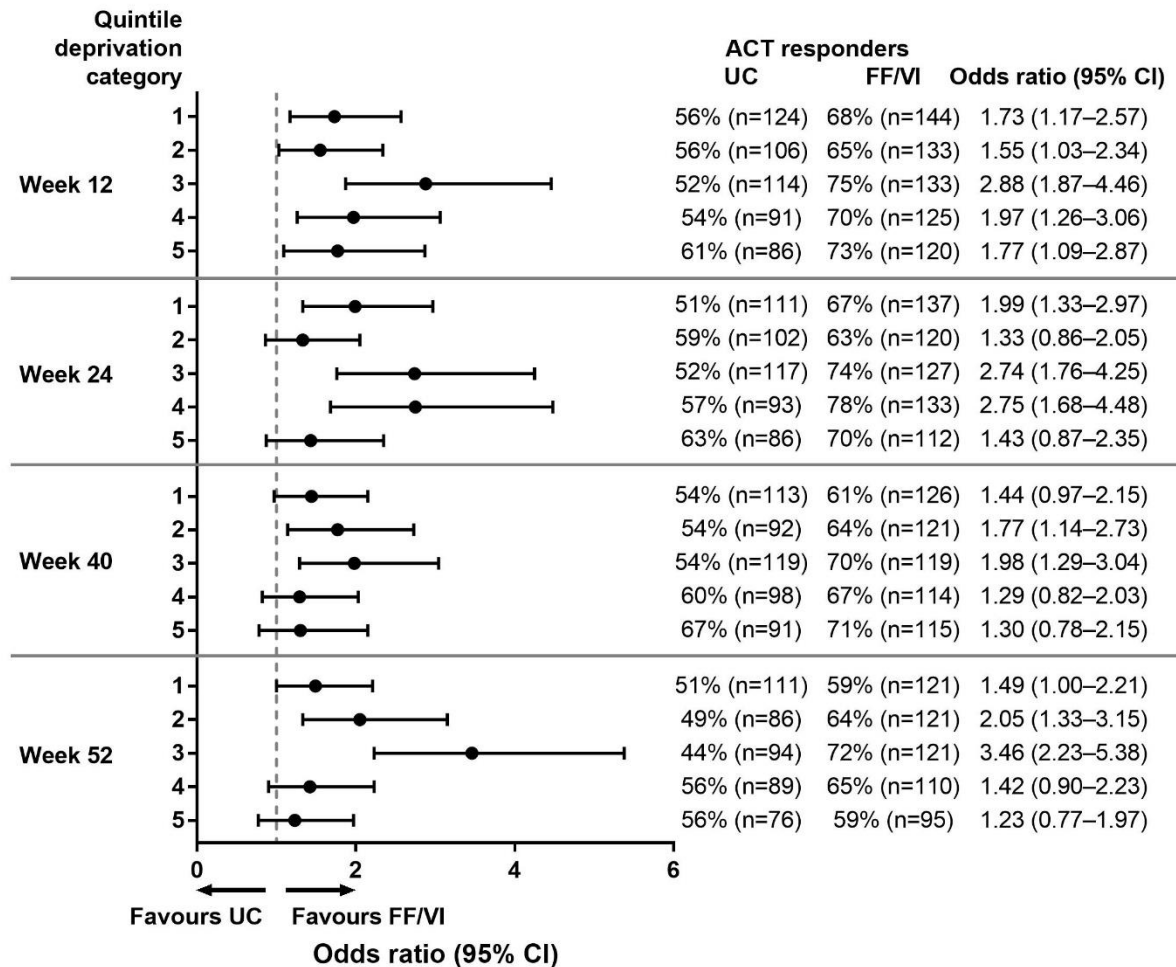 Quintile
deprivation
category
ACT responders
UC FF/VI Odds ratio (95% CI)
Week 12
1 56% (n=124) 68% (n=144) 1.73 (1.17–2.57)
2 56% (n=106) 65% (n=133) 1.55 (1.03–2.34)
3 52% (n=114) 75% (n=133) 2.88 (1.87–4.46)
4 54% (n=91) 70% (n=125) 1.97 (1.26–3.06)
5 61% (n=86) 73% (n=120) 1.77 (1.09–2.87)
Week 24
1 51% (n=111) 67% (n=137) 1.99 (1.33–2.97)
2 59% (n=102) 63% (n=120) 1.33 (0.86–2.05)
3 52% (n=117) 74% (n=127) 2.74 (1.76–4.25)
4 57% (n=93) 78% (n=133) 2.75 (1.68–4.48)
5 63% (n=86) 70% (n=112) 1.43 (0.87–2.35)
Week 40
1 54% (n=113) 61% (n=126) 1.44 (0.97–2.15)
2 54% (n=92) 64% (n=121) 1.77 (1.14–2.73)
3 54% (n=119) 70% (n=119) 1.98 (1.29–3.04)
4 60% (n=98) 67% (n=114) 1.29 (0.82–2.03)
5 67% (n=91) 71% (n=115) 1.30 (0.78–2.15)
Week 52
1 51% (n=111) 59% (n=121) 1.49 (1.00–2.21)
2 49% (n=86) 64% (n=121) 2.05 (1.33–3.15)
3 44% (n=94) 72% (n=121) 3.46 (2.23–5.38)
4 56% (n=89) 65% (n=110) 1.42 (0.90–2.23)
5 56% (n=76) 59% (n=95) 1.23 (0.77–1.97)
0 2 4 6
Favours UC Favours FF/VI
Odds ratio (95% CI)